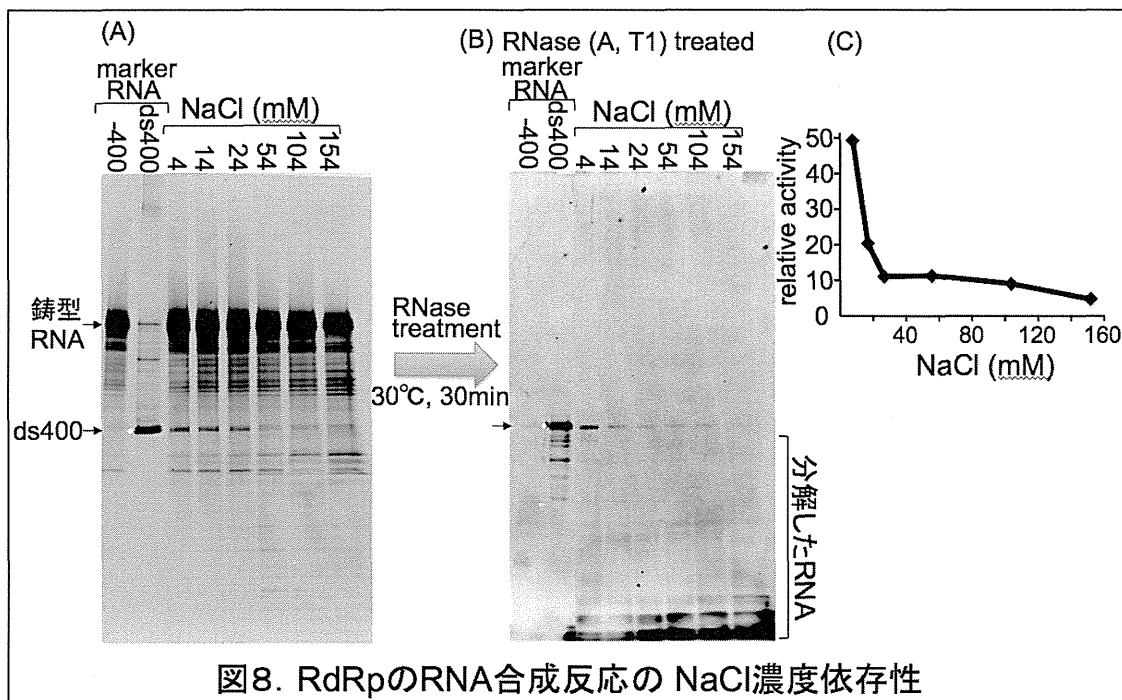 (A)
marker
RNA
-400
ds400
NaCl (mM)
4
14
24
54
104
154
鋳型
RNA
ds400
RNase
treatment
30℃, 30min
(B) RNase (A, T1) treated
marker
RNA
-400
ds400
NaCl (mM)
4
14
24
54
104
154
分解したRNA
(C)
relative activity
50
40
30
20
10
0
40
80
120
160
NaCl (mM)
図8. RdRpのRNA合成反応の NaCl濃度依存性